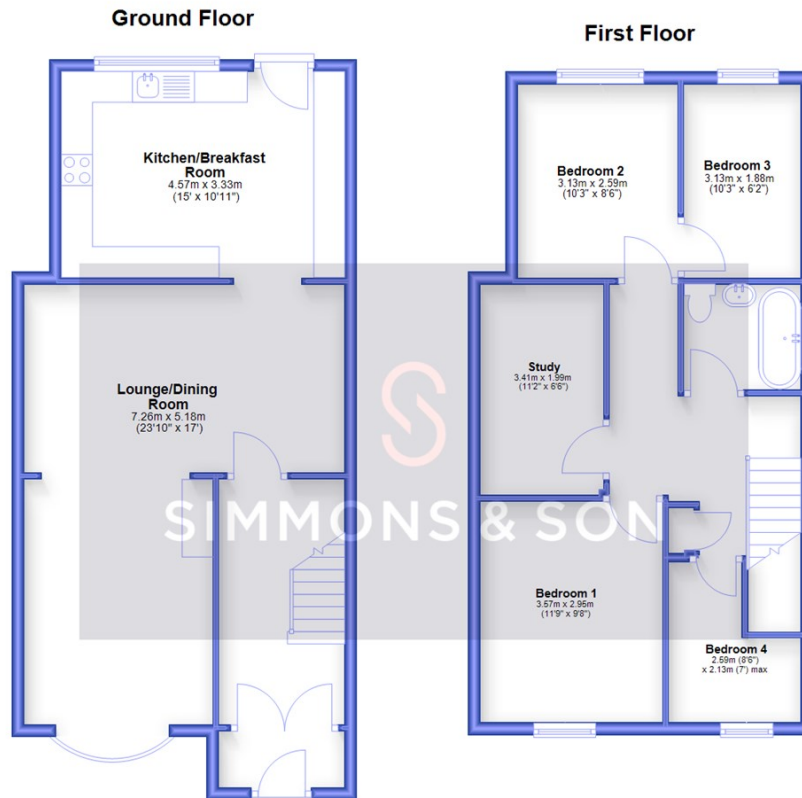 Ground Floor
Kitchen/Breakfast
Room
4.57m x 3.33m
(15' x 10'11")
Lounge/Dining
Room
7.26m x 5.18m
(23'10" x 17')
First Floor
Bedroom 2
3.13m x 2.59m
(10'3" x 8'6")
Bedroom 3
3.13m x 1.88m
(10'3" x 6'2")
Study
3.41m x 1.99m
(11'2" x 6'6")
Bedroom 1
3.57m x 2.95m
(11'9" x 9'8")
Bedroom 4
2.59m (8'6")
x 2.13m (7') max
SIMMONS & SON